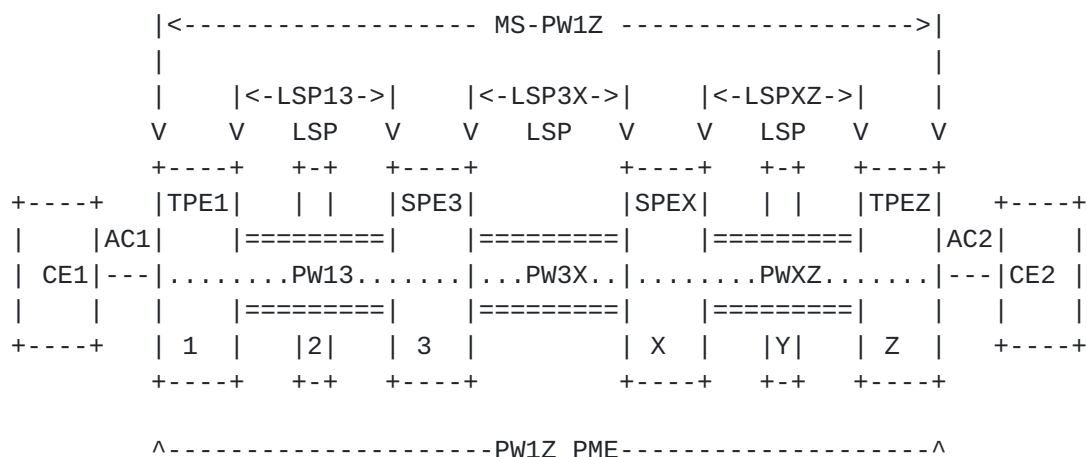 |<------------------- MS-PW1Z ------------------->|
|                                                 |
|    |<-LSP13->|    |<-LSP3X->|    |<-LSPXZ->|    |
V    V   LSP   V    V   LSP   V    V   LSP   V    V
+----+   +-+   +----+         +----+   +-+   +----+
+----+   |TPE1|   | |   |SPE3|         |SPEX|   | |   |TPEZ|   +----+
|    |AC1|    |=========|    |=========|    |=========|    |AC2|    |
| CE1|---|........PW13.......|...PW3X..|........PWXZ.......|---|CE2 |
|    |   |    |=========|    |=========|    |=========|    |   |    |
+----+   | 1  |   |2|   | 3  |         | X  |   |Y|   | Z  |   +----+
+----+   +-+   +----+         +----+   +-+   +----+
^---------------------PW1Z PME--------------------^